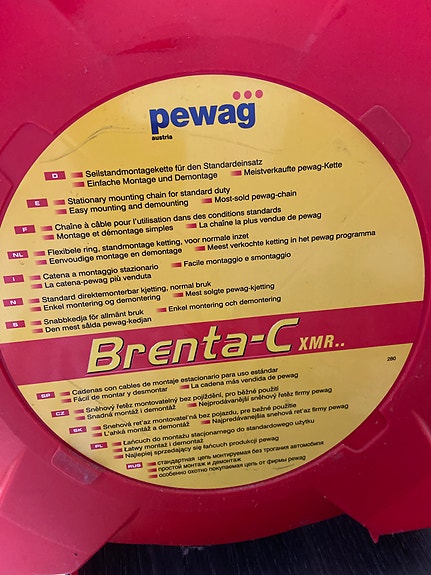 pewag
austria
D Seilstandmontagekette für den Standardeinsatz
Einfache Montage und Demontage Meistverkaufte pewag-Kette
E Stationary mounting chain for standard duty
Easy mounting and demounting Most-sold pewag-chain
F Chaîne à câble pour l'utilisation dans des conditions standards
Montage et démontage simples La chaîne la plus vendue de pewag
NL Flexibele ring, standmontage ketting, voor normale inzet
Eenvoudige montage en demontage Meest verkochte ketting in het pewag programma
I Catena a montaggio stazionario Facile montaggio e smontaggio
La catena-pewag più venduta
N Standard direktemonterbar kjetting, normal bruk
Enkel montering og demontering Mest solgte pewag-kjetting
S Snabbkedja för allmänt bruk Enkel montering och demontering
Den mest sålda pewag-kedjan
Brenta-C XMR..
SP Cadenas con cables de montaje estacionario para uso estándar
Fácil de montar y desmontar La cadena más vendida de pewag
280
CZ Sněhový řetěz montovatelný bez pojíždění, pro běžné použití
Snadná montáž i demontáž Nejprodávanější sněhový řetěz firmy pewag
SK Snehová reťaz montovateľná bez pojazdu, pre bežné použitie
Ľahká montáž a demontáž Najpredávanejšia snehová reťaz firmy pewag
PL Łańcuch do montażu stacjonarnego do standardowego użytku
Łatwy montaż i demontaż
Najlepiej sprzedający się łańcuch produkcji pewag
RUS стандартная цепь монтируемая без трогания автомобиля
простой монтаж и демонтаж
особенно охотно покупаемая цепь от фирмы pewag